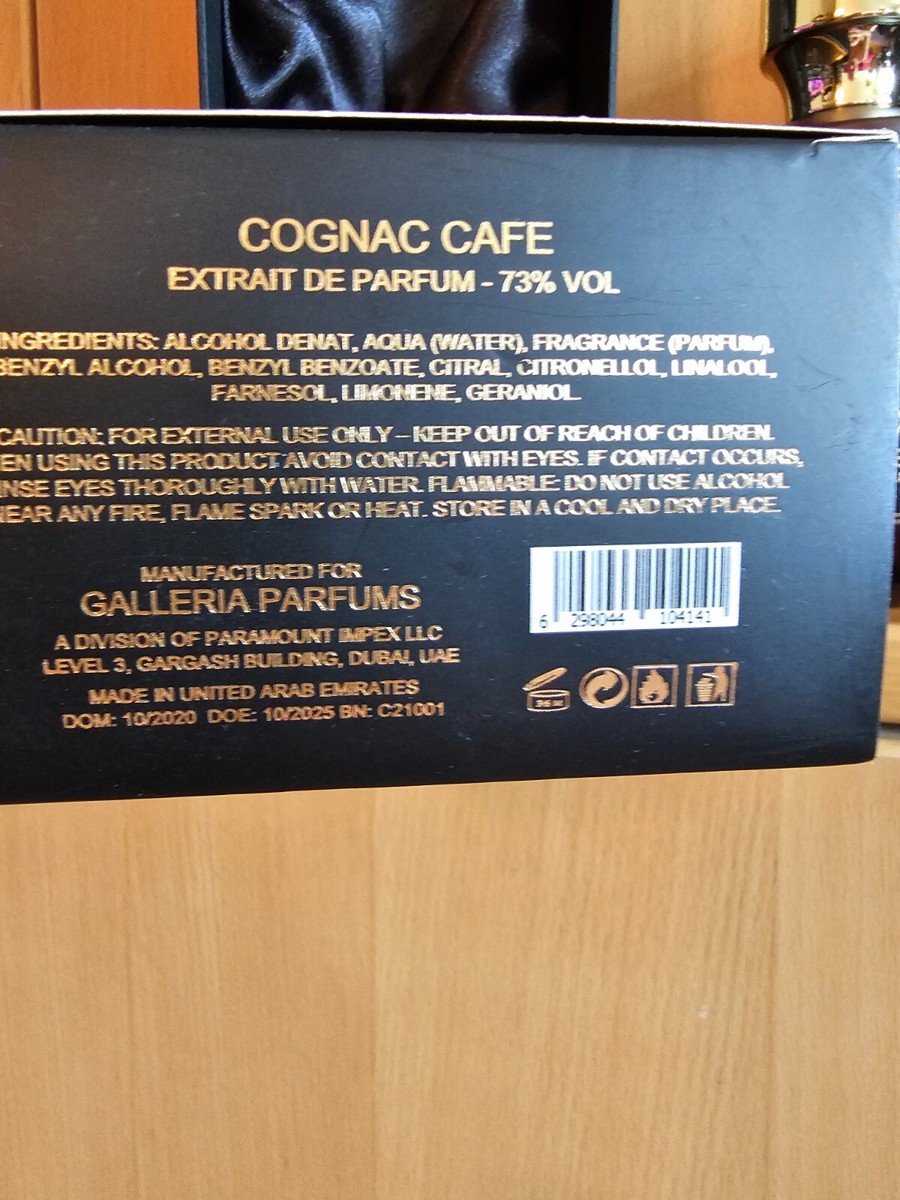 COGNAC CAFE
EXTRAIT DE PARFUM - 73% VOL
INGREDIENTS: ALCOHOL DENAT, AQUA (WATER), FRAGRANCE (PARFUM),
BENZYL ALCOHOL, BENZYL BENZOATE, CITRAL, CITRONELLOL, LINALOOL,
FARNESOL, LIMONENE, GERANIOL.
CAUTION: FOR EXTERNAL USE ONLY – KEEP OUT OF REACH OF CHILDREN.
EN USING THIS PRODUCT AVOID CONTACT WITH EYES. IF CONTACT OCCURS,
INSE EYES THOROUGHLY WITH WATER. FLAMMABLE: DO NOT USE ALCOHOL
NEAR ANY FIRE, FLAME SPARK OR HEAT. STORE IN A COOL AND DRY PLACE.
MANUFACTURED FOR
GALLERIA PARFUMS
A DIVISION OF PARAMOUNT IMPEX LLC
LEVEL 3, GARGASH BUILDING, DUBAI, UAE
MADE IN UNITED ARAB EMIRATES
DOM: 10/2020 DOE: 10/2025 BN: C21001
6 298044 104141
36 M